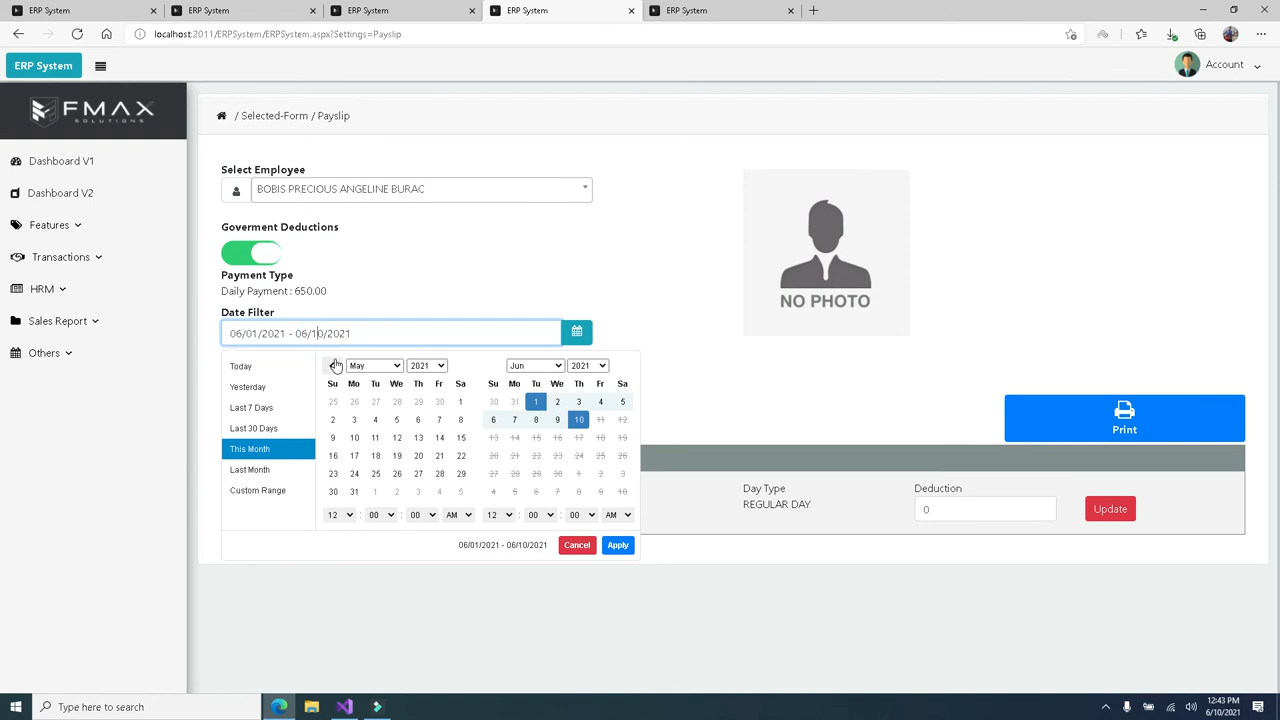 ERP System
ERP System
ERP System
ERP System
ERP System
localhost:2011/ERPSystem/ERPSystem.aspx?Settings=Payslip
ERP System
Account
FMAX
SOLUTIONS
Dashboard V1
Dashboard V2
Features
Transactions
HRM
Sales Report
Others
/ Selected-Form / Payslip
Select Employee
BOBIS PRECIOUS ANGELINE BURAC
Goverment Deductions
Payment Type
Daily Payment : 650.00
Date Filter
06/01/2021 - 06/10/2021
Today
Yesterday
Last 7 Days
Last 30 Days
This Month
Last Month
Custom Range
May 2021
Su Mo Tu We Th Fr Sa
25 26 27 28 29 30 1
2 3 4 5 6 7 8
9 10 11 12 13 14 15
16 17 18 19 20 21 22
23 24 25 26 27 28 29
30 31 1 2 3 4 5
12 : 00 : 00 AM
Jun 2021
Su Mo Tu We Th Fr Sa
30 31 1 2 3 4 5
6 7 8 9 10 11 12
13 14 15 16 17 18 19
20 21 22 23 24 25 26
27 28 29 30 1 2 3
4 5 6 7 8 9 10
12 : 00 : 00 AM
06/01/2021 - 06/10/2021
Cancel
Apply
NO PHOTO
Print
Day Type
REGULAR DAY
Deduction
0
Update
Type here to search
12:43 PM
6/10/2021